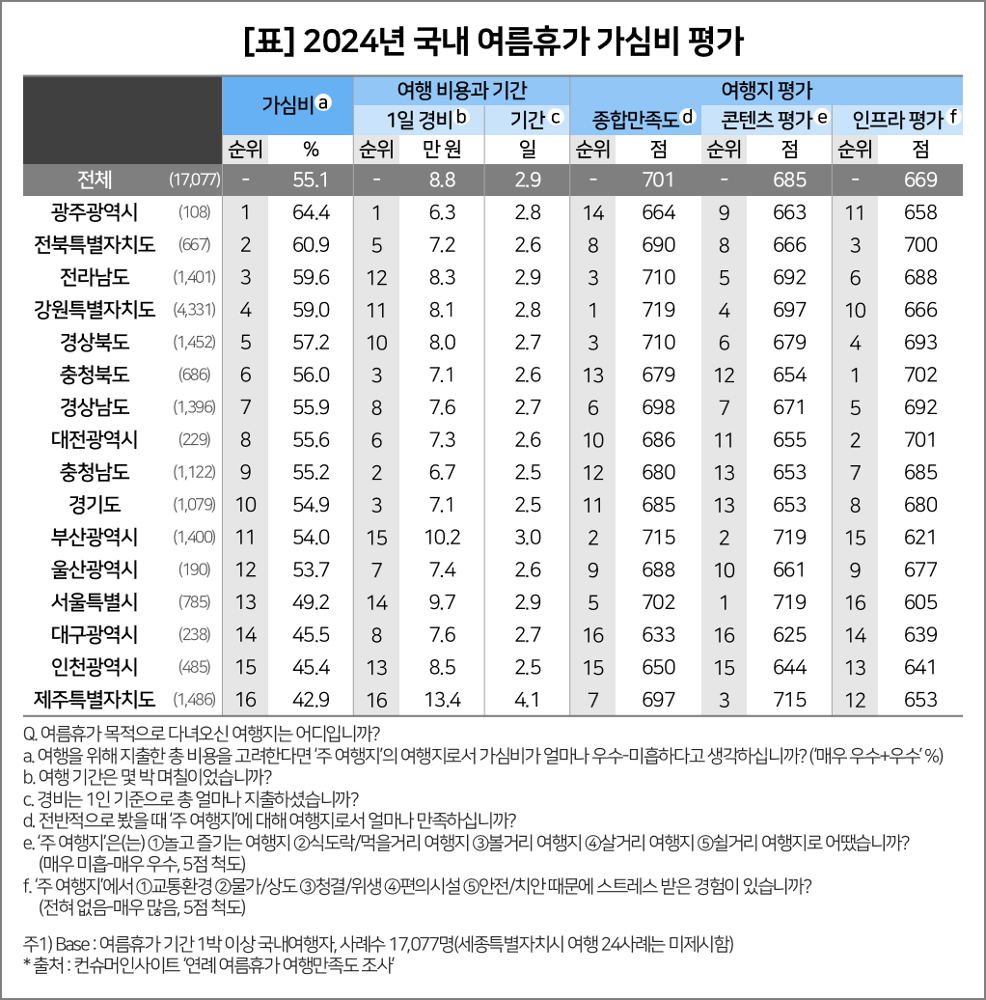 [표] 2024년 국내 여름휴가 가심비 평가
가심비 a 여행 비용과 기간 여행지 평가
1일 경비 b 기간 c 종합만족도 d 콘텐츠 평가 e 인프라 평가 f
순위 % 순위 만 원 일 순위 점 순위 점 순위 점
전체 (17,077) - 55.1 - 8.8 2.9 - 701 - 685 - 669
광주광역시 (108) 1 64.4 1 6.3 2.8 14 664 9 663 11 658
전북특별자치도 (667) 2 60.9 5 7.2 2.6 8 690 8 666 3 700
전라남도 (1,401) 3 59.6 12 8.3 2.9 3 710 5 692 6 688
강원특별자치도 (4,331) 4 59.0 11 8.1 2.8 1 719 4 697 10 666
경상북도 (1,452) 5 57.2 10 8.0 2.7 3 710 6 679 4 693
충청북도 (686) 6 56.0 3 7.1 2.6 13 679 12 654 1 702
경상남도 (1,396) 7 55.9 8 7.6 2.7 6 698 7 671 5 692
대전광역시 (229) 8 55.6 6 7.3 2.6 10 686 11 655 2 701
충청남도 (1,122) 9 55.2 2 6.7 2.5 12 680 13 653 7 685
경기도 (1,079) 10 54.9 3 7.1 2.5 11 685 13 653 8 680
부산광역시 (1,400) 11 54.0 15 10.2 3.0 2 715 2 719 15 621
울산광역시 (190) 12 53.7 7 7.4 2.6 9 688 10 661 9 677
서울특별시 (785) 13 49.2 14 9.7 2.9 5 702 1 719 16 605
대구광역시 (238) 14 45.5 8 7.6 2.7 16 633 16 625 14 639
인천광역시 (485) 15 45.4 13 8.5 2.5 15 650 15 644 13 641
제주특별자치도 (1,486) 16 42.9 16 13.4 4.1 7 697 3 715 12 653
Q. 여름휴가 목적으로 다녀오신 여행지는 어디입니까?
a. 여행을 위해 지출한 총 비용을 고려한다면 ‘주 여행지’의 여행지로서 가심비가 얼마나 우수-미흡하다고 생각하십니까? (‘매우 우수+우수’ %)
b. 여행 기간은 몇 박 며칠이었습니까?
c. 경비는 1인 기준으로 총 얼마나 지출하셨습니까?
d. 전반적으로 봤을 때 ‘주 여행지’에 대해 여행지로서 얼마나 만족하십니까?
e. ‘주 여행지’은(는) ①놀고 즐기는 여행지 ②식도락/먹을거리 여행지 ③볼거리 여행지 ④살거리 여행지 ⑤쉴거리 여행지로 어땠습니까?
(매우 미흡-매우 우수, 5점 척도)
f. ‘주 여행지’에서 ①교통환경 ②물가/상도 ③청결/위생 ④편의시설 ⑤안전/치안 때문에 스트레스 받은 경험이 있습니까?
(전혀 없음-매우 많음, 5점 척도)
주1) Base : 여름휴가 기간 1박 이상 국내여행자, 사례수 17,077명(세종특별자치시 여행 24사례는 미제시함)
* 출처 : 컨슈머인사이트 ‘연례 여름휴가 여행만족도 조사’